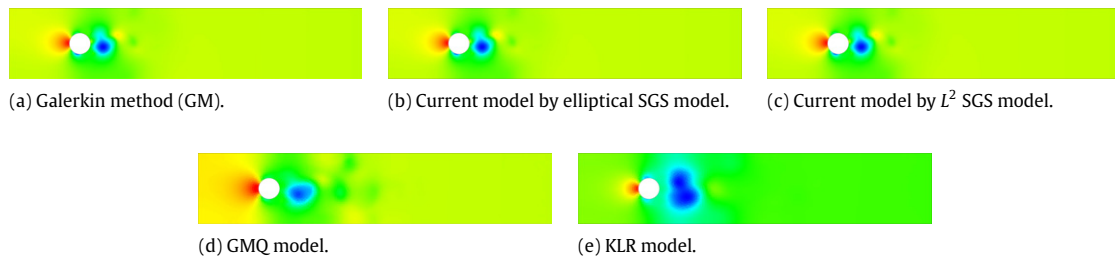 (a) Galerkin method (GM).
(b) Current model by elliptical SGS model.
(c) Current model by L² SGS model.
(d) GMQ model.
(e) KLR model.